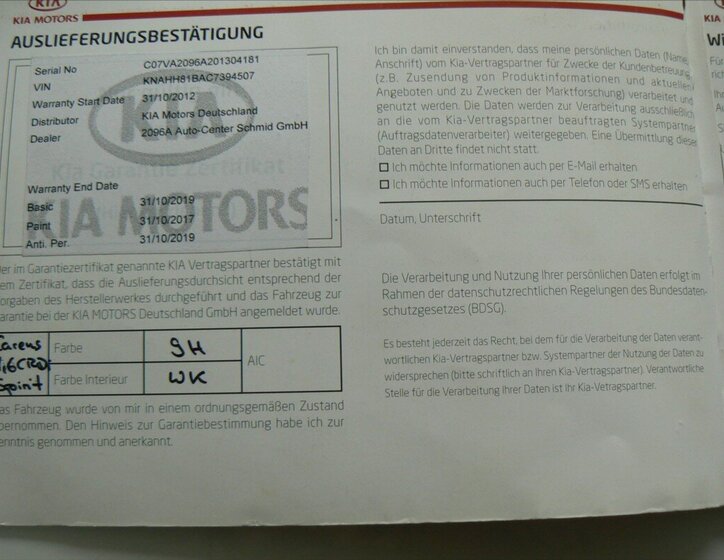 KIA
KIA MOTORS
AUSLIEFERUNGSBESTÄTIGUNG
Serial No C07VA2096A201304181
VIN KNAHH81BAC7394507
Warranty Start Date 31/10/2012
Distributor KIA Motors Deutschland
Dealer 2096A Auto-Center Schmid GmbH
KIA
Kia Garantie Zertifikat
Warranty End Date
Basic 31/10/2019
KIA MOTORS
Paint 31/10/2017
Anti. Per. 31/10/2019
er im Garantiezertifikat genannte KIA Vertragspartner bestätigt mit
em Zertifikat, dass die Auslieferungsdurchsicht entsprechend der
orgaben des Herstellerwerkes durchgeführt und das Fahrzeug zur
arantie bei der KIA MOTORS Deutschland GmbH angemeldet wurde.
Carens Farbe 9H AIC
1,6CRDi
Spirit Farbe Interieur WK
as Fahrzeug wurde von mir in einem ordnungsgemäßen Zustand
bernommen. Den Hinweis zur Garantiebestimmung habe ich zur
enntnis genommen und anerkannt.
Ich bin damit einverstanden, dass meine persönlichen Daten (Name,
Anschrift) vom Kia-Vertragspartner für Zwecke der Kundenbetreuung
(z.B. Zusendung von Produktinformationen und aktuellen
Angeboten und zu Zwecken der Marktforschung) verarbeitet und
genutzt werden. Die Daten werden zur Verarbeitung ausschließlich
an die vom Kia-Vertragspartner beauftragten Systempartner
(Auftragsdatenverarbeiter) weitergegeben. Eine Übermittlung dieser
Daten an Dritte findet nicht statt.
Ich möchte Informationen auch per E-Mail erhalten
Ich möchte Informationen auch per Telefon oder SMS erhalten
Datum, Unterschrift
Die Verarbeitung und Nutzung Ihrer persönlichen Daten erfolgt im
Rahmen der datenschutzrechtlichen Regelungen des Bundesdaten-
schutzgesetzes (BDSG).
Es besteht jederzeit das Recht, bei dem für die Verarbeitung der Daten verant-
wortlichen Kia-Vertragspartner bzw. Systempartner der Nutzung der Daten zu
widersprechen (bitte schriftlich an Ihren Kia-Vertragspartner). Verantwortliche
Stelle für die Verarbeitung Ihrer Daten ist Ihr Kia-Vetragspartner.
KIA M
Wi
Für